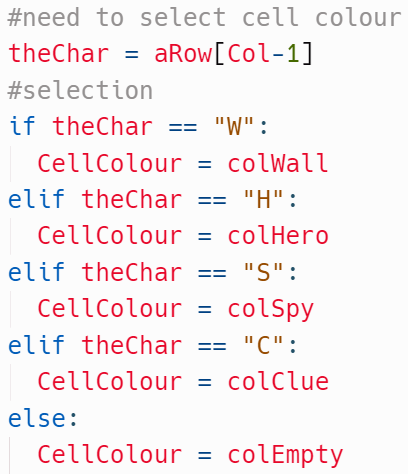 #need to select cell colour
theChar = aRow[Col-1]
#selection
if theChar == "W":
  CellColour = colWall
elif theChar == "H":
  CellColour = colHero
elif theChar == "S":
  CellColour = colSpy
elif theChar == "C":
  CellColour = colClue
else:
  CellColour = colEmpty